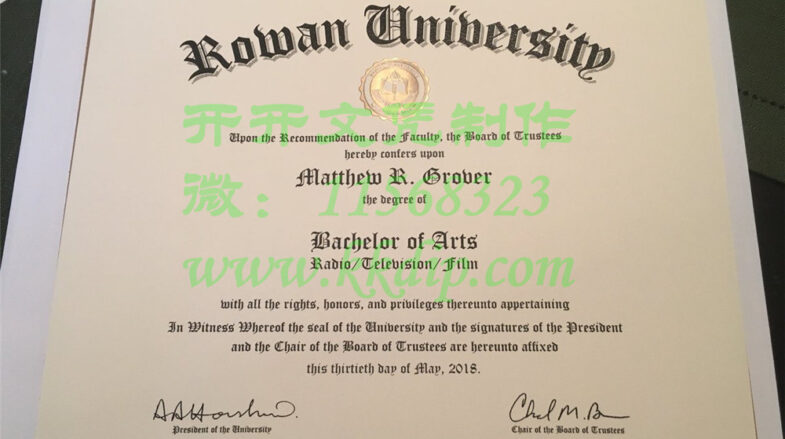 Rowan University
开开文凭制作
Upon the Recommendation of the Faculty, the Board of Trustees
hereby confers upon
Matthew R. Grover
微：11568323
the degree of
Bachelor of Arts
www.kkdip.com
Radio/Television/Film
with all the rights, honors, and privileges thereunto appertaining
In Witness Whereof the seal of the University and the signatures of the President
and the Chair of the Board of Trustees are hereunto affixed
this thirtieth day of May, 2018.
President of the University
Chair of the Board of Trustees